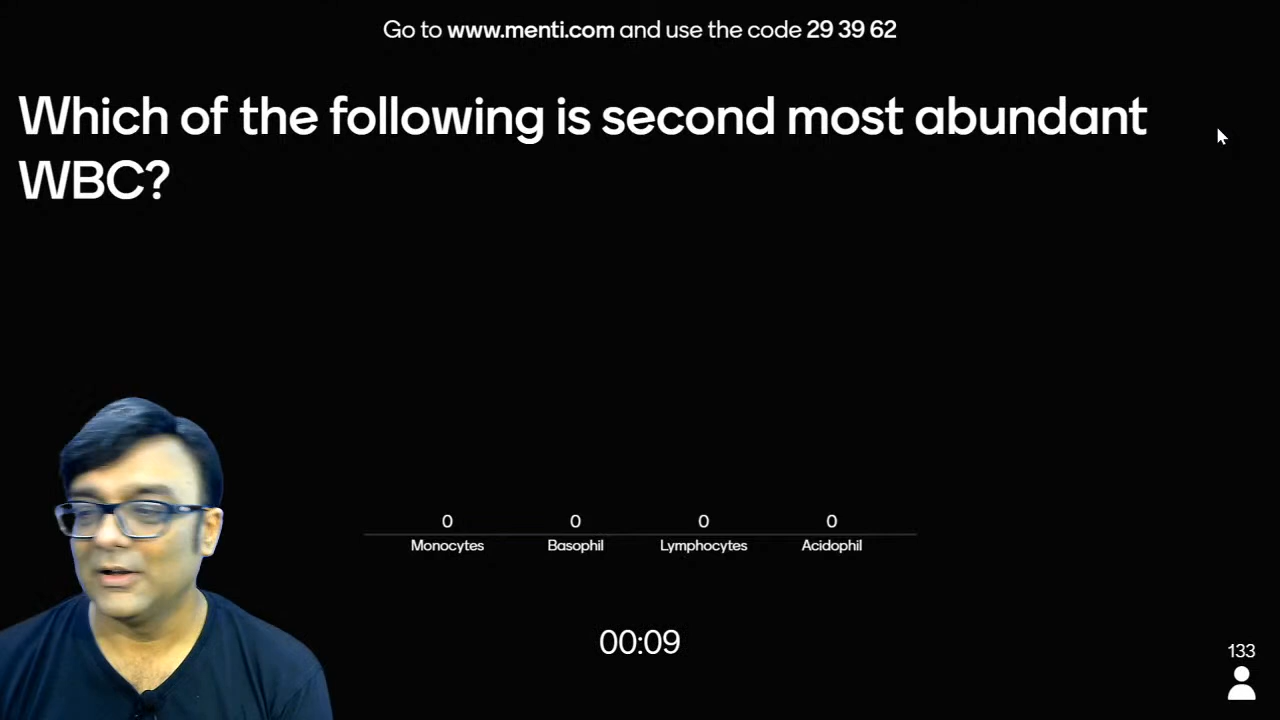 Go to www.menti.com and use the code 29 39 62
Which of the following is second most abundant
WBC?
0 0 0 0
Monocytes Basophil Lymphocytes Acidophil
00:09
133